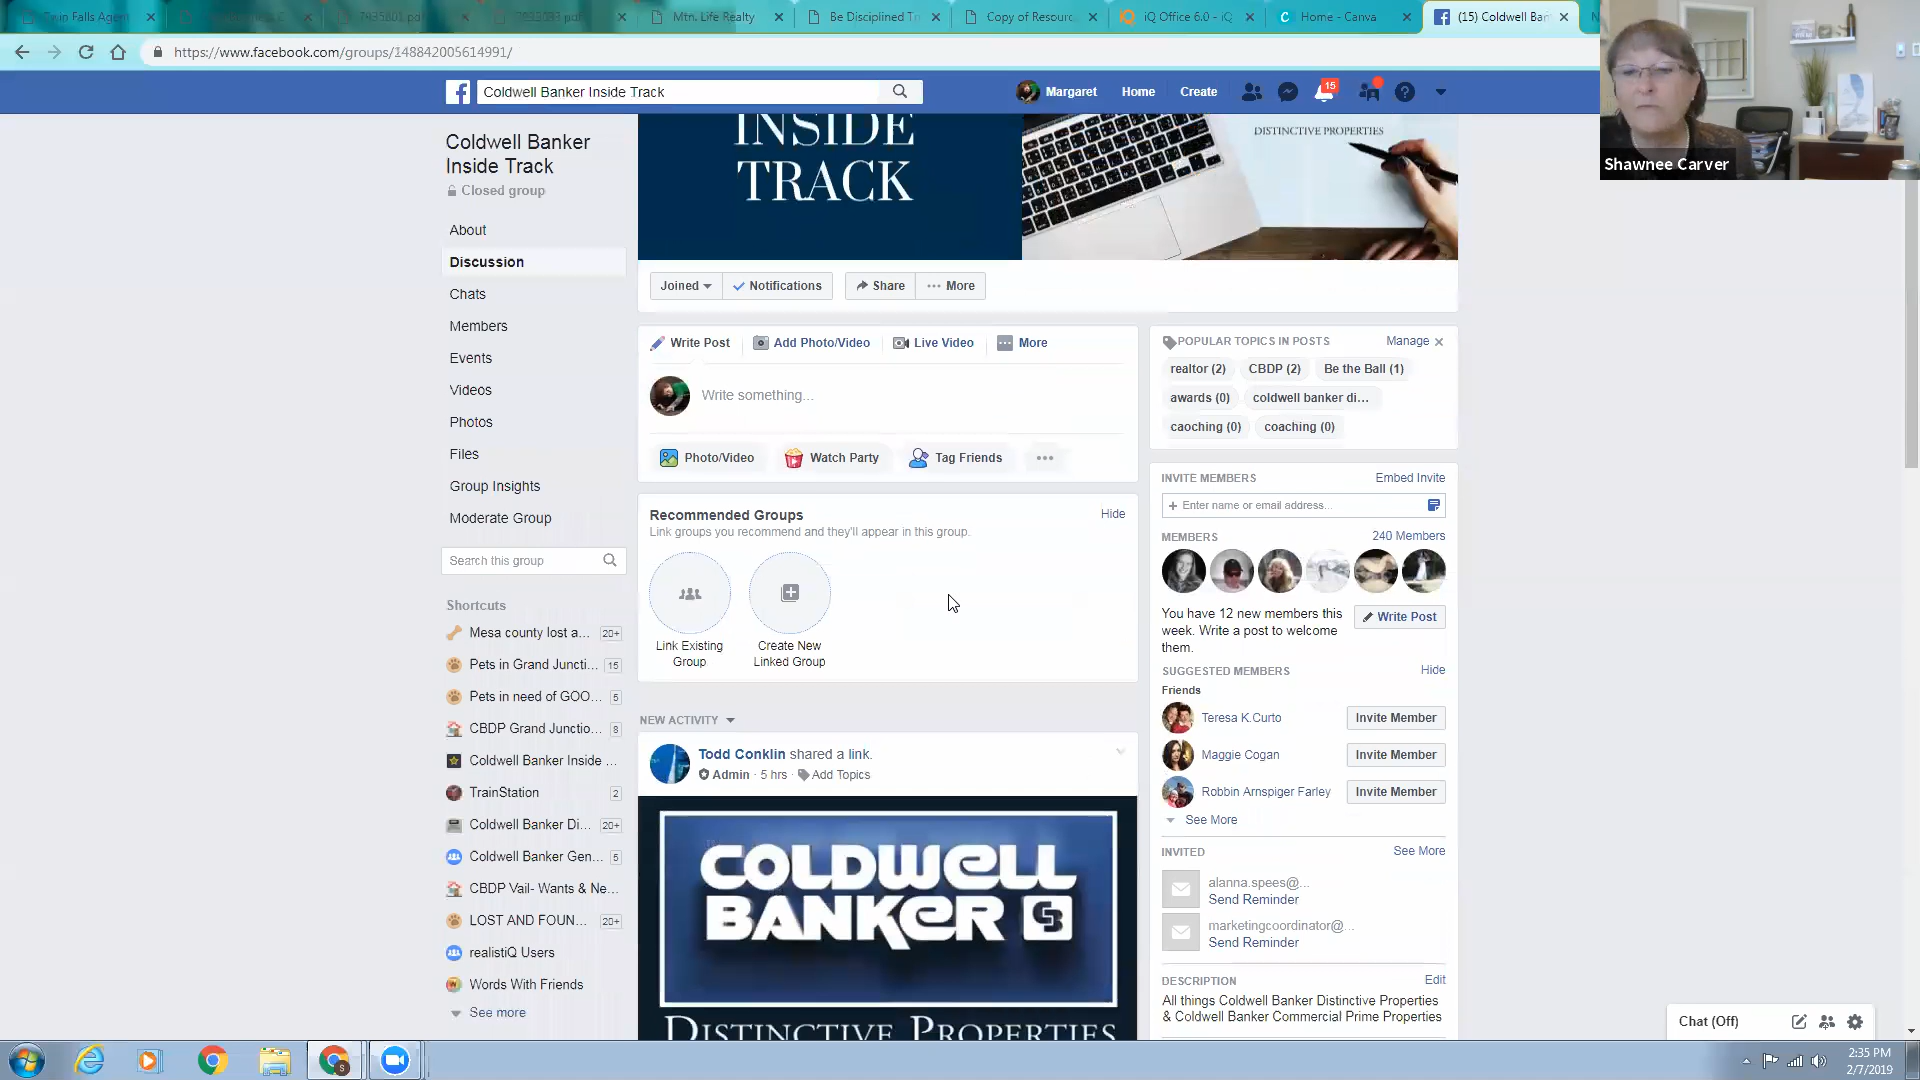 7935801.pdf
Mtn. Life Realty
Be Disciplined Tr
Copy of Resourc
iQ Office 6.0 - iQ
Home - Canva
(15) Coldwell Ban
https://www.facebook.com/groups/148842005614991/
Coldwell Banker Inside Track
Margaret
Home
Create
15
Shawnee Carver
Coldwell Banker
Inside Track
Closed group
About
Discussion
Chats
Members
Events
Videos
Photos
Files
Group Insights
Moderate Group
Search this group
Shortcuts
Mesa county lost a... 20+
Pets in Grand Juncti... 15
Pets in need of GOO... 5
CBDP Grand Junctio... 8
Coldwell Banker Inside ...
TrainStation 2
Coldwell Banker Di... 20+
Coldwell Banker Gen... 5
CBDP Vail- Wants & Ne...
LOST AND FOUN... 20+
realistiQ Users
Words With Friends
See more
INSIDE
TRACK
DISTINCTIVE PROPERTIES
Joined
Notifications
Share
More
Write Post
Add Photo/Video
Live Video
More
Write something...
Photo/Video
Watch Party
Tag Friends
Recommended Groups
Hide
Link groups you recommend and they'll appear in this group.
Link Existing
Group
Create New
Linked Group
NEW ACTIVITY
Todd Conklin shared a link.
Admin · 5 hrs · Add Topics
COLDWELL
BANKER
DISTINCTIVE PROPERTIES
POPULAR TOPICS IN POSTS
Manage
realtor (2)
CBDP (2)
Be the Ball (1)
awards (0)
coldwell banker di...
caoching (0)
coaching (0)
INVITE MEMBERS
Embed Invite
+ Enter name or email address...
MEMBERS
240 Members
You have 12 new members this
week. Write a post to welcome
them.
Write Post
SUGGESTED MEMBERS
Hide
Friends
Teresa K.Curto
Invite Member
Maggie Cogan
Invite Member
Robbin Arnspiger Farley
Invite Member
See More
INVITED
See More
alanna.spees@...
Send Reminder
marketingcoordinator@...
Send Reminder
DESCRIPTION
Edit
All things Coldwell Banker Distinctive Properties
& Coldwell Banker Commercial Prime Properties
Chat (Off)
2:35 PM
2/7/2019